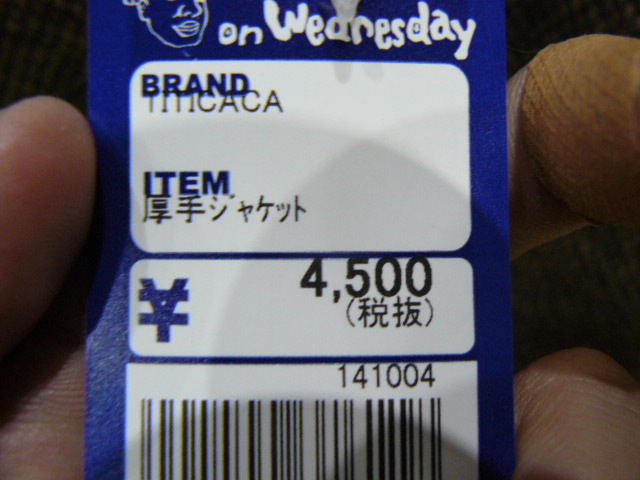 on Wednesday
BRAND
TITICACA
ITEM
厚手ジャケット
¥ 4,500
(税抜)
141004